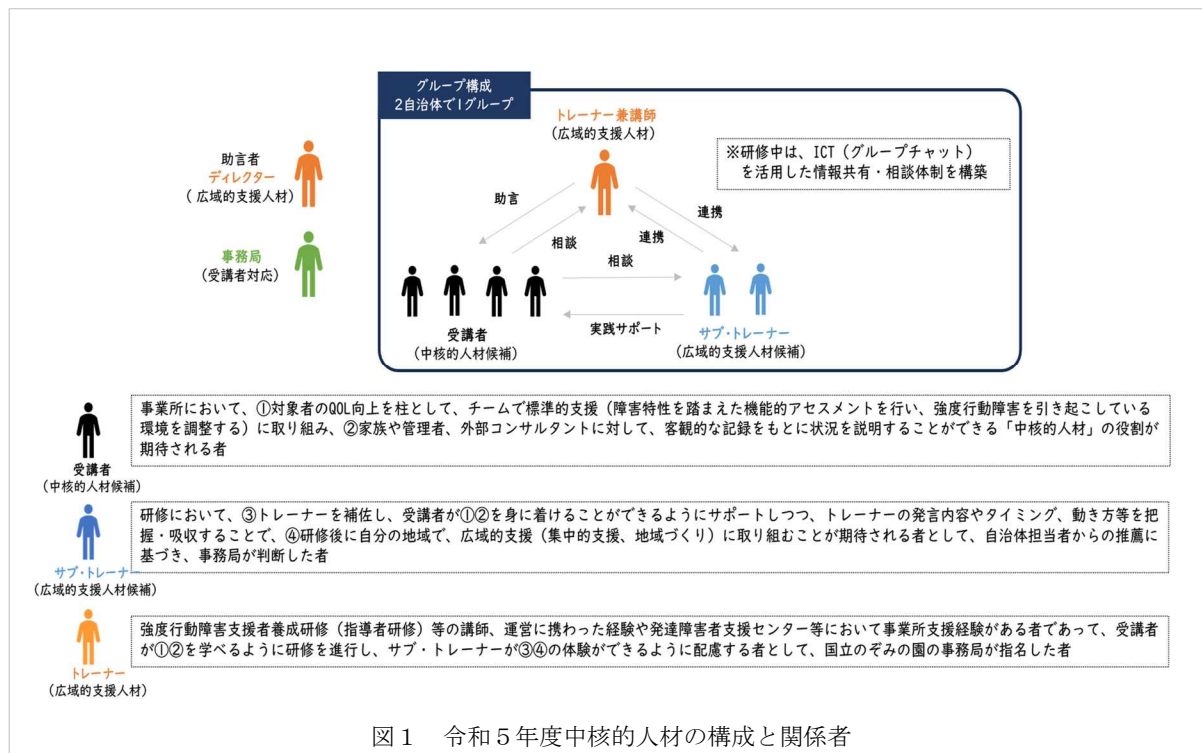 グループ構成
2自治体で1グループ
トレーナー兼講師
(広域的支援人材)
※研修中は、ICT(グループチャット)
を活用した情報共有・相談体制を構築
助言者
ディレクター
(広域的支援人材)
助言
連携
相談
連携
事務局
(受講者対応)
相談
実践サポート
受講者
(中核的人材候補)
サブ・トレーナー
(広域的支援人材候補)
事業所において、①対象者のQOL向上を柱として、チームで標準的支援(障害特性を踏まえた機能的アセスメントを行い、強度行動障害を引き起こしている
環境を調整する)に取り組み、②家族や管理者、外部コンサルタントに対して、客観的な記録をもとに状況を説明することができる「中核的人材」の役割が
期待される者
受講者
(中核的人材候補)
研修において、③トレーナーを補佐し、受講者が①②を身に着けることができるようにサポートしつつ、トレーナーの発言内容やタイミング、動き方等を把
握・吸収することで、④研修後に自分の地域で、広域的支援(集中的支援、地域づくり)に取り組むことが期待される者として、自治体担当者からの推薦に
基づき、事務局が判断した者
サブ・トレーナー
(広域的支援人材候補)
強度行動障害支援者養成研修(指導者研修)等の講師、運営に携わった経験や発達障害者支援センター等において事業所支援経験がある者であって、受講者
が①②を学べるように研修を進行し、サブ・トレーナーが③④の体験ができるように配慮する者として、国立のぞみの園の事務局が指名した者
トレーナー
(広域的支援人材)
図1 令和5年度中核的人材の構成と関係者